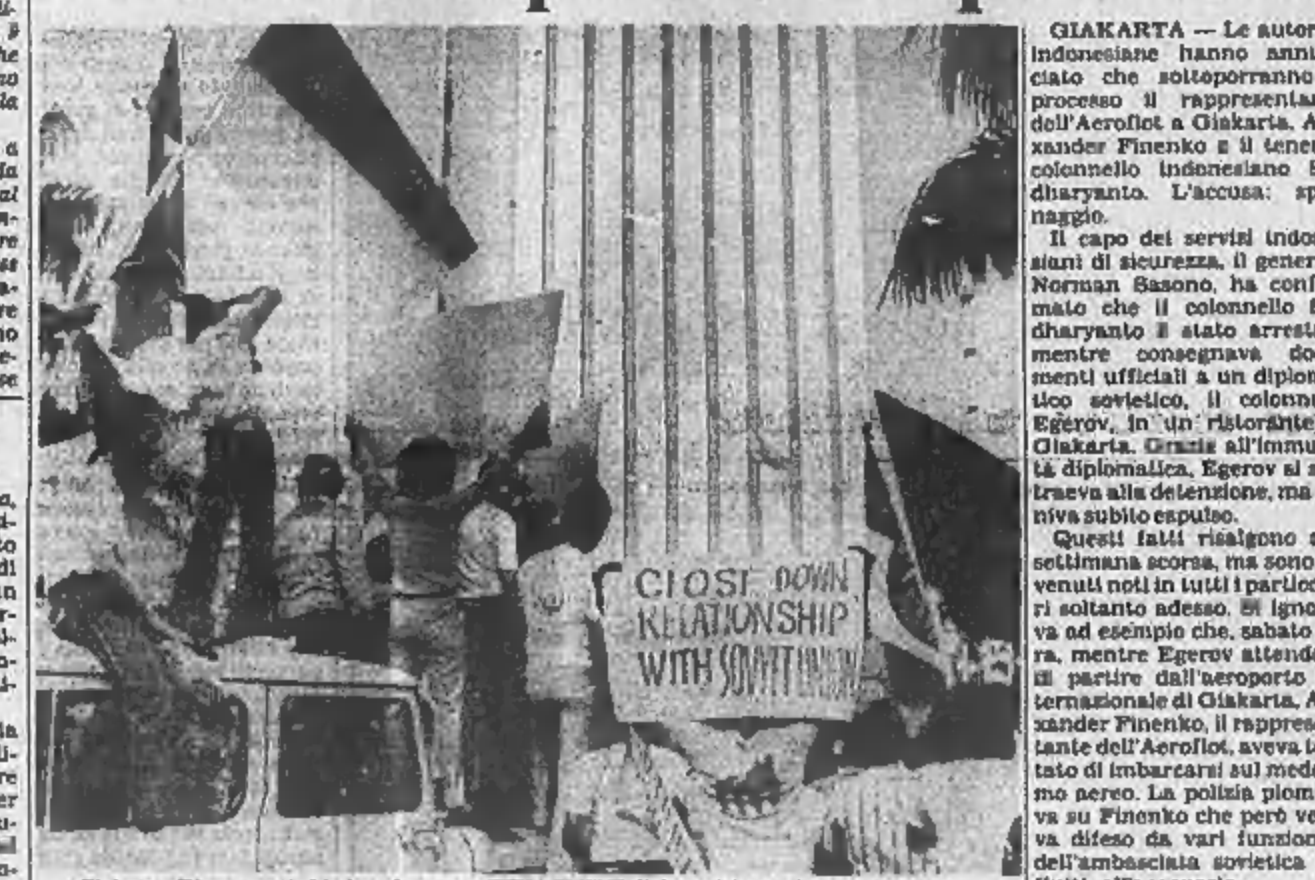 GIAKARTA — Le autor
indonesiane hanno
ciato che sottoporranno
processo il rappresentan
dell'Aeroflot a Giakarta, A
xander Finenko e il tene
colonnello indonesiano
dharyanto. L'accusa: sp
naggio.
Il capo dei servizi indo
siani di sicurezza, il gener
Norman Sasono, ha conf
mato che il colonnello
dharyanto è stato arrest
mentre consegnava do
menti ufficiali a un diplom
tico sovietico, il colonn
Egerov, in un ristorante
Giakarta. Grazie all'immu
tà diplomatica, Egerov si s
traeva alla detenzione, ma
niva subito espulso.
Questi fatti risalgono
settimana scorsa, ma sono
venuti noti in tutti i partico
ri soltanto adesso. Si igno
va ad esempio che, sabato
ra, mentre Egerov attende
di partire dall'aeroporto
ternazionale di Giakarta, A
xander Finenko, il rappres
tante dell'Aeroflot, aveva t
tato di imbarcarsi sul mede
mo aereo. La polizia piom
va su Finenko che però ve
va difeso da vari funzion
dell'ambasciata sovietica
CLOSE DOWN
RELATIONSHIP
WITH SOVIET UNION